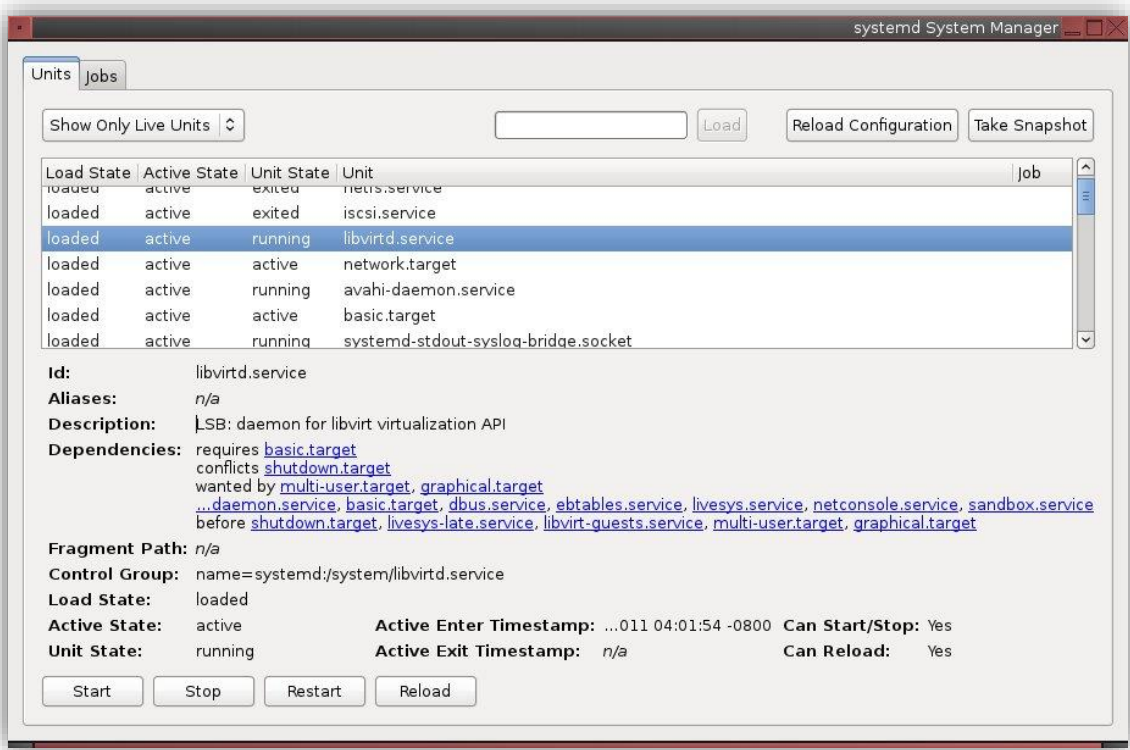 systemd System Manager
Units Jobs
Show Only Live Units Load Reload Configuration Take Snapshot
Load State Active State Unit State Unit Job
loaded active exited netfs.service
loaded active exited iscsi.service
loaded active running libvirtd.service
loaded active active network.target
loaded active running avahi-daemon.service
loaded active active basic.target
loaded active running systemd-stdout-syslog-bridge.socket
Id: libvirtd.service
Aliases: n/a
Description: LSB: daemon for libvirt virtualization API
Dependencies: requires basic.target
conflicts shutdown.target
wanted by multi-user.target, graphical.target
...daemon.service, basic.target, dbus.service, ebtables.service, livesys.service, netconsole.service, sandbox.service
before shutdown.target, livesys-late.service, libvirt-guests.service, multi-user.target, graphical.target
Fragment Path: n/a
Control Group: name=systemd:/system/libvirtd.service
Load State: loaded
Active State: active Active Enter Timestamp: ...011 04:01:54 -0800 Can Start/Stop: Yes
Unit State: running Active Exit Timestamp: n/a Can Reload: Yes
Start Stop Restart Reload